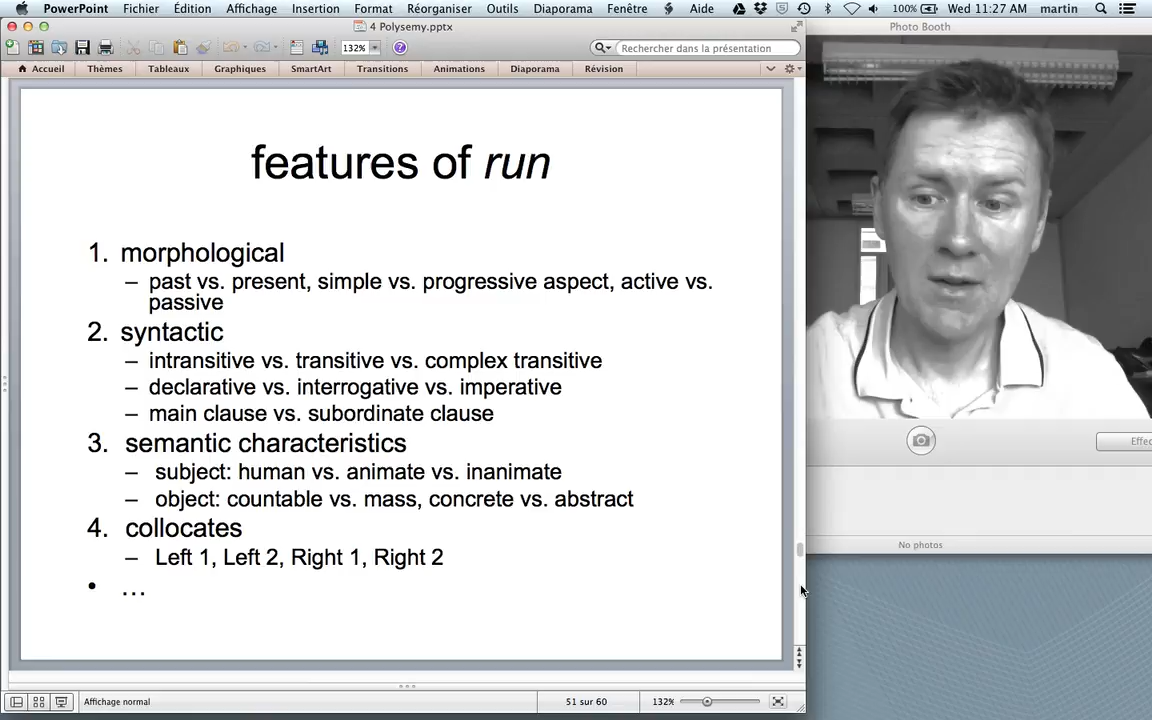 PowerPoint Fichier Édition Affichage Insertion Format Réorganiser Outils Diaporama Fenêtre Aide 100% Wed 11:27 AM martin
4 Polysemy.pptx
Photo Booth
132%
Rechercher dans la présentation
Accueil Thèmes Tableaux Graphiques SmartArt Transitions Animations Diaporama Révision
features of run
1. morphological
– past vs. present, simple vs. progressive aspect, active vs.
passive
2. syntactic
– intransitive vs. transitive vs. complex transitive
– declarative vs. interrogative vs. imperative
– main clause vs. subordinate clause
3. semantic characteristics
– subject: human vs. animate vs. inanimate
– object: countable vs. mass, concrete vs. abstract
4. collocates
– Left 1, Left 2, Right 1, Right 2
• …
Effec
No photos
Affichage normal 51 sur 60 132%